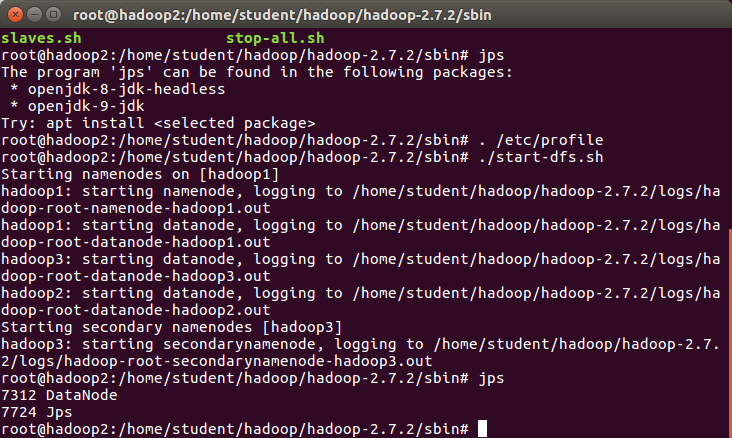 root@hadoop2:/home/student/hadoop/hadoop-2.7.2/sbin
slaves.sh                stop-all.sh
root@hadoop2:/home/student/hadoop/hadoop-2.7.2/sbin# jps
The program 'jps' can be found in the following packages:
 * openjdk-8-jdk-headless
 * openjdk-9-jdk
Try: apt install <selected package>
root@hadoop2:/home/student/hadoop/hadoop-2.7.2/sbin# . /etc/profile
root@hadoop2:/home/student/hadoop/hadoop-2.7.2/sbin# ./start-dfs.sh
Starting namenodes on [hadoop1]
hadoop1: starting namenode, logging to /home/student/hadoop/hadoop-2.7.2/logs/ha
doop-root-namenode-hadoop1.out
hadoop1: starting datanode, logging to /home/student/hadoop/hadoop-2.7.2/logs/ha
doop-root-datanode-hadoop1.out
hadoop3: starting datanode, logging to /home/student/hadoop/hadoop-2.7.2/logs/ha
doop-root-datanode-hadoop3.out
hadoop2: starting datanode, logging to /home/student/hadoop/hadoop-2.7.2/logs/ha
doop-root-datanode-hadoop2.out
Starting secondary namenodes [hadoop3]
hadoop3: starting secondarynamenode, logging to /home/student/hadoop/hadoop-2.7.
2/logs/hadoop-root-secondarynamenode-hadoop3.out
root@hadoop2:/home/student/hadoop/hadoop-2.7.2/sbin# jps
7312 DataNode
7724 Jps
root@hadoop2:/home/student/hadoop/hadoop-2.7.2/sbin#